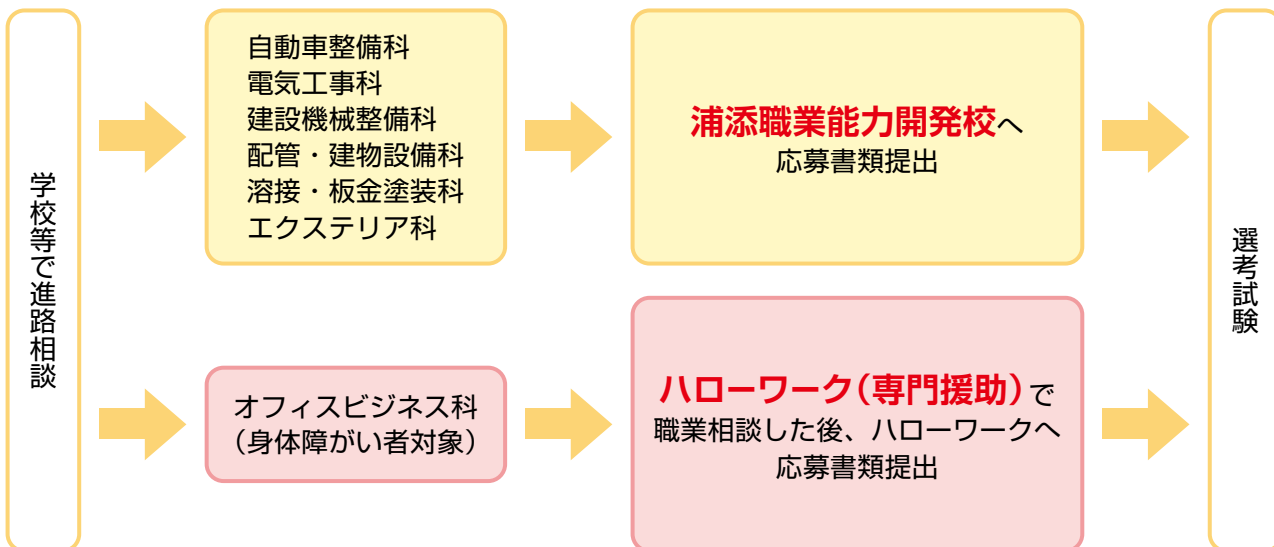 学校等で進路相談
自動車整備科
電気工事科
建設機械整備科
配管・建物設備科
溶接・板金塗装科
エクステリア科
浦添職業能力開発校へ
応募書類提出
オフィスビジネス科
（身体障がい者対象）
ハローワーク（専門援助）で
職業相談した後、ハローワークへ
応募書類提出
選考試験